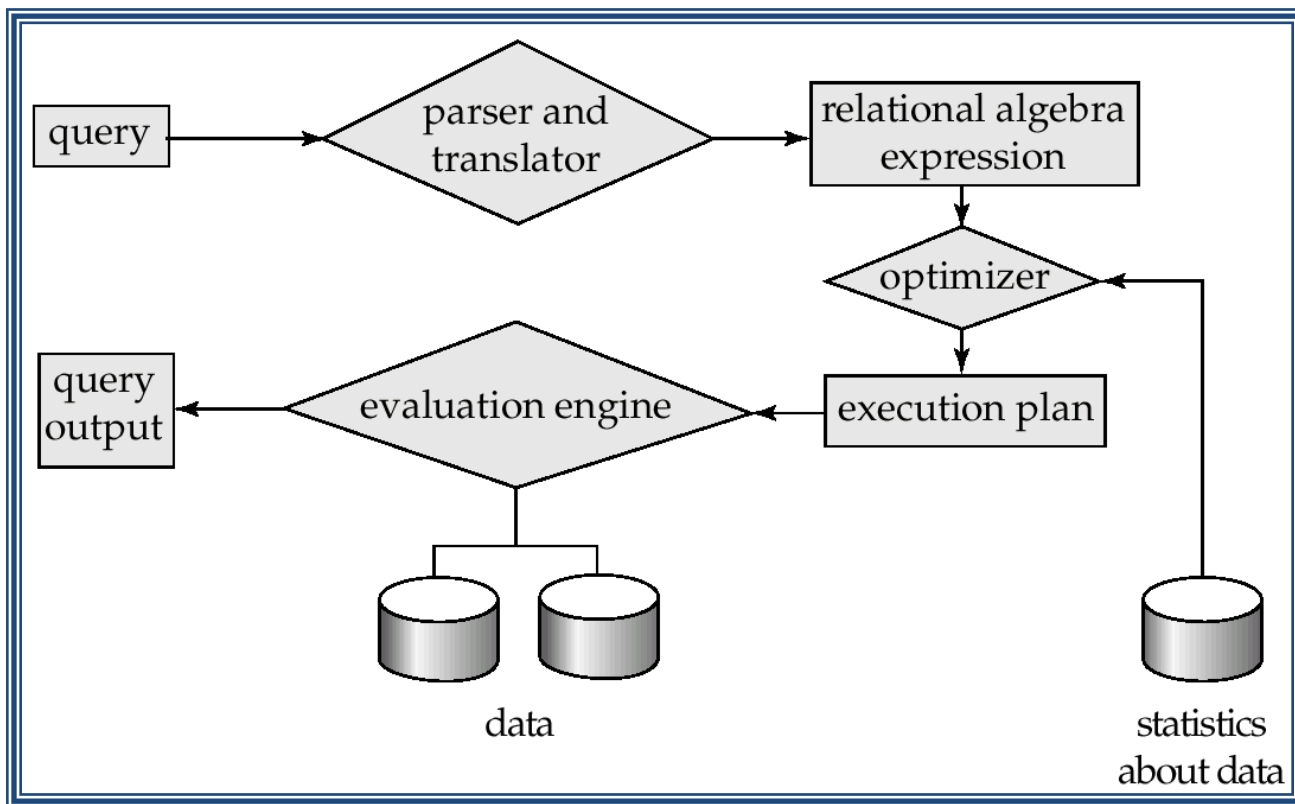 query
parser and
translator
relational algebra
expression
optimizer
query
output
evaluation engine
execution plan
data
statistics
about data